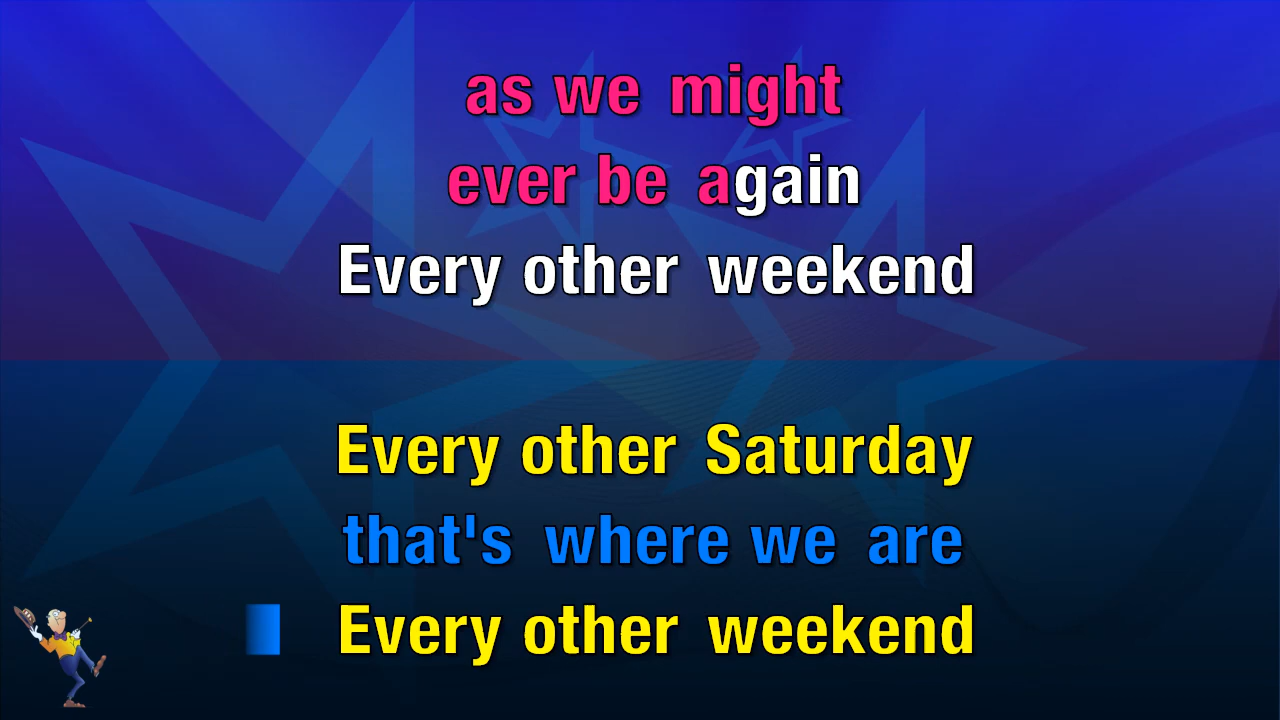 as we might
ever be again
Every other weekend
Every other Saturday
that's where we are
Every other weekend